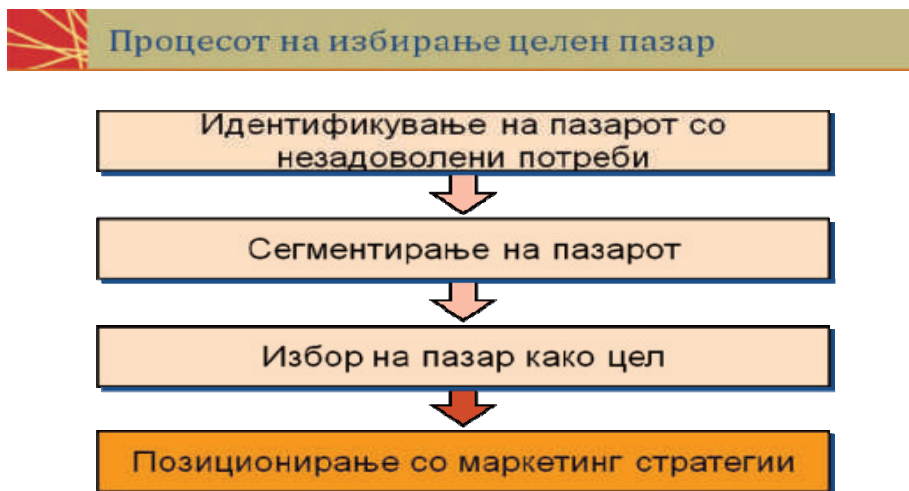 Процесот на избирање целен пазар
Идентификување на пазарот со
незадоволени потреби
Сегментирање на пазарот
Избор на пазар како цел
Позиционирање со маркетинг стратегии